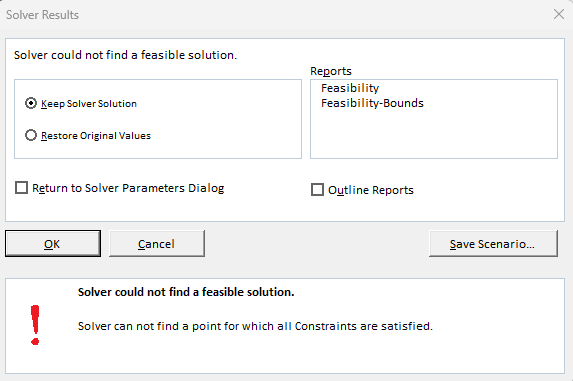 Solver Results
Solver could not find a feasible solution.
Reports
Feasibility
Feasibility-Bounds
Keep Solver Solution
Restore Original Values
Return to Solver Parameters Dialog
Outline Reports
OK
Cancel
Save Scenario...
Solver could not find a feasible solution.
Solver can not find a point for which all Constraints are satisfied.